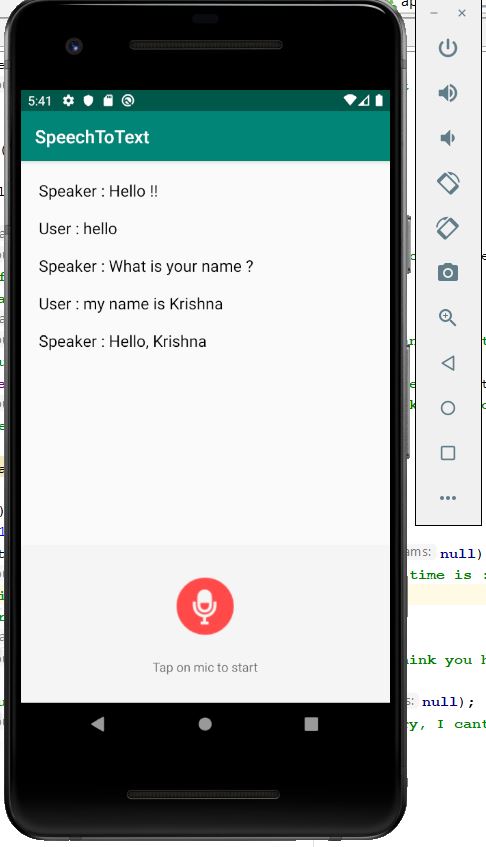 ap
5:41
SpeechToText
Speaker : Hello !!
User : hello
Speaker : What is your name ?
User : my name is Krishna
Speaker : Hello, Krishna
ams: null)
time is :
Tap on mic to start
ink you h
s: null);
ry, I cant